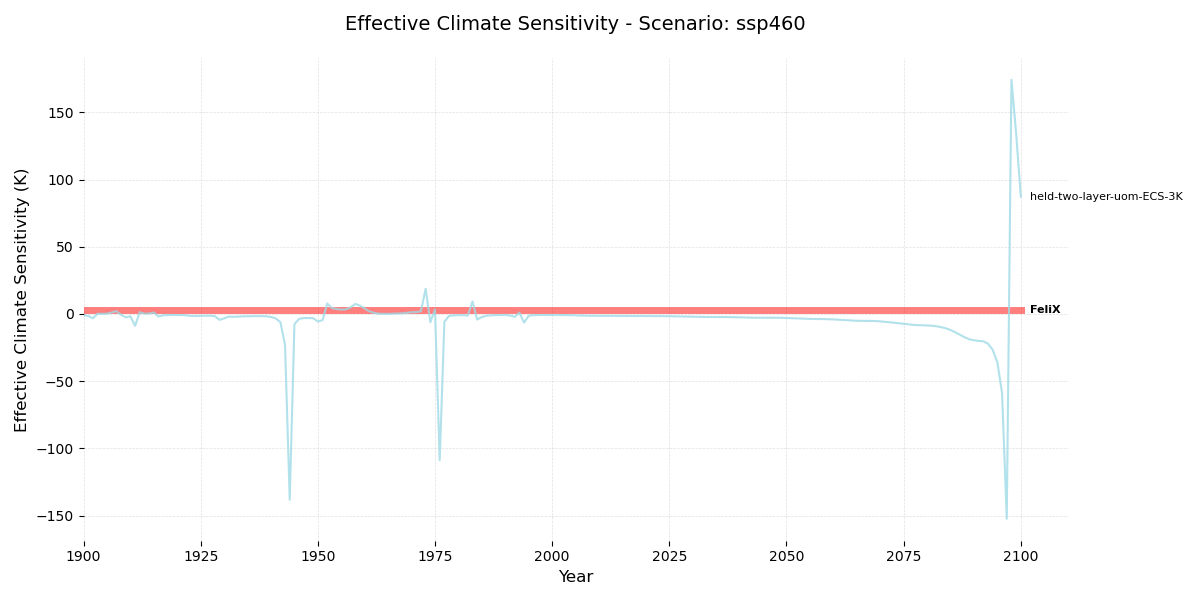 Effective Climate Sensitivity - Scenario: ssp460
Effective Climate Sensitivity (K)
150
100
50
0
−50
−100
−150
held-two-layer-uom-ECS-3K
FeliX
1900 1925 1950 1975 2000 2025 2050 2075 2100
Year